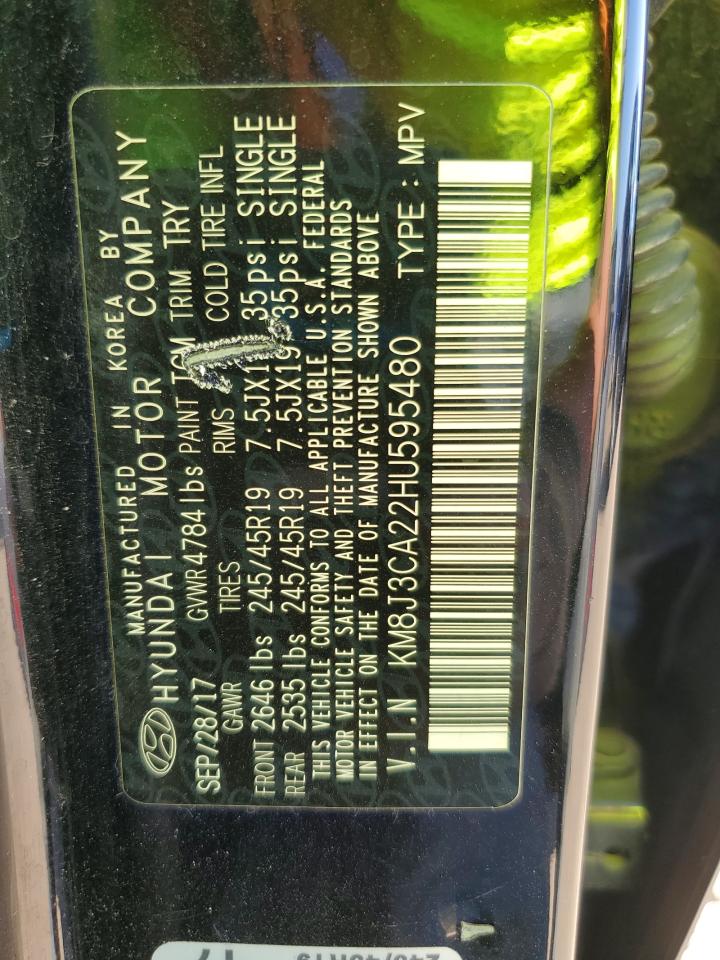 MANUFACTURED IN KOREA BY
HYUNDAI MOTOR COMPANY
SEP/28/17 GVWR 4784 lbs PAINT TCM TRIM TRY
GAWR TIRES RIMS COLD TIRE INFL
FRONT 2646 lbs 245/45R19 7.5JX19 35psi SINGLE
REAR 2535 lbs 245/45R19 7.5JX19 35psi SINGLE
THIS VEHICLE CONFORMS TO ALL APPLICABLE U.S.A. FEDERAL
MOTOR VEHICLE SAFETY AND THEFT PREVENTION STANDARDS
IN EFFECT ON THE DATE OF MANUFACTURE SHOWN ABOVE
V.I.N KM8J3CA22HU595480 TYPE : MPV